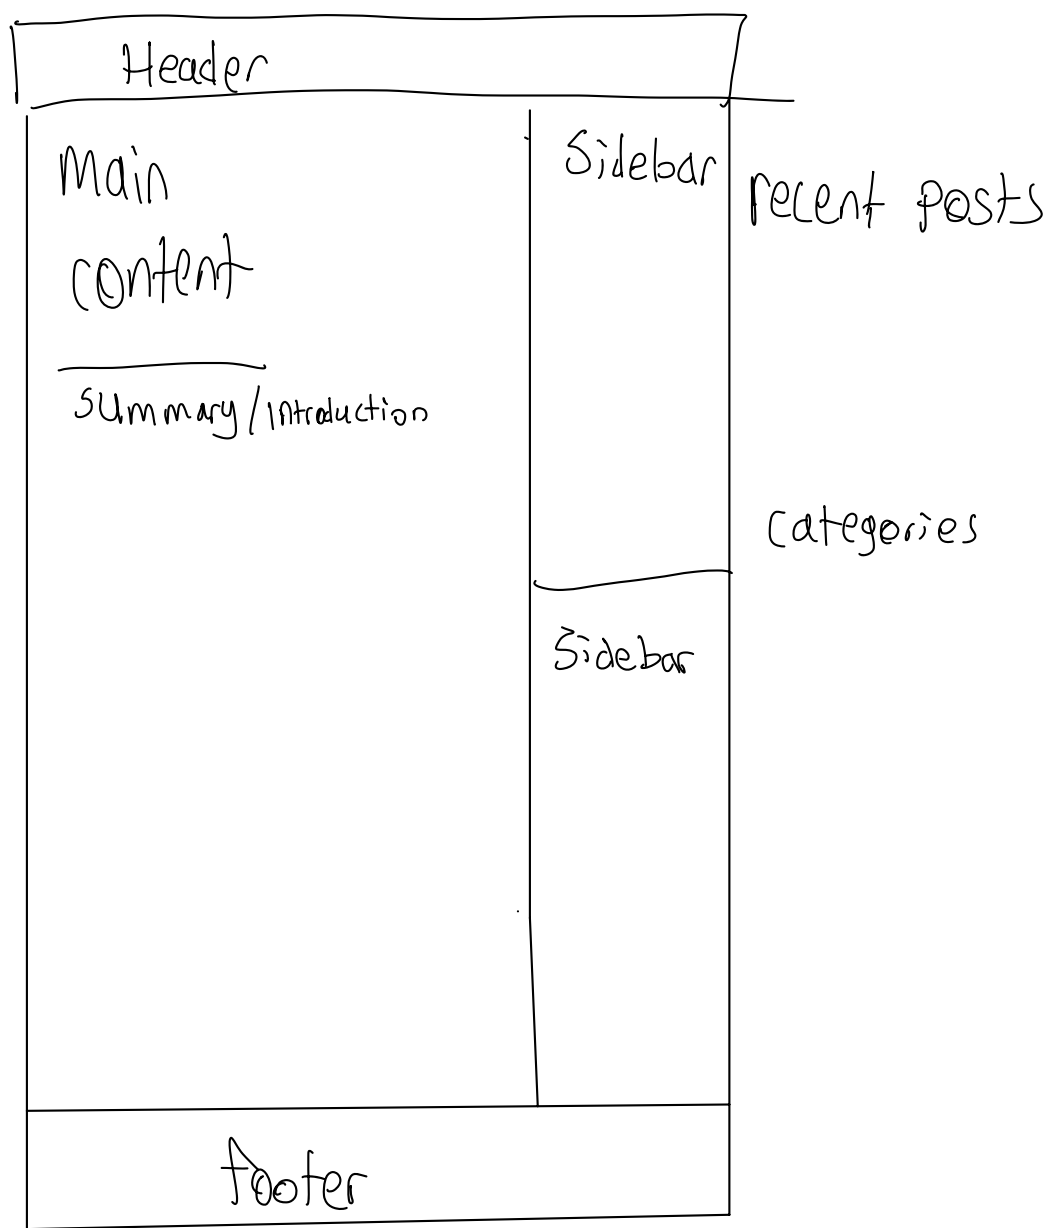 Header
Main
content
summary/introduction
Sidebar
recent posts
categories
Sidebar
footer